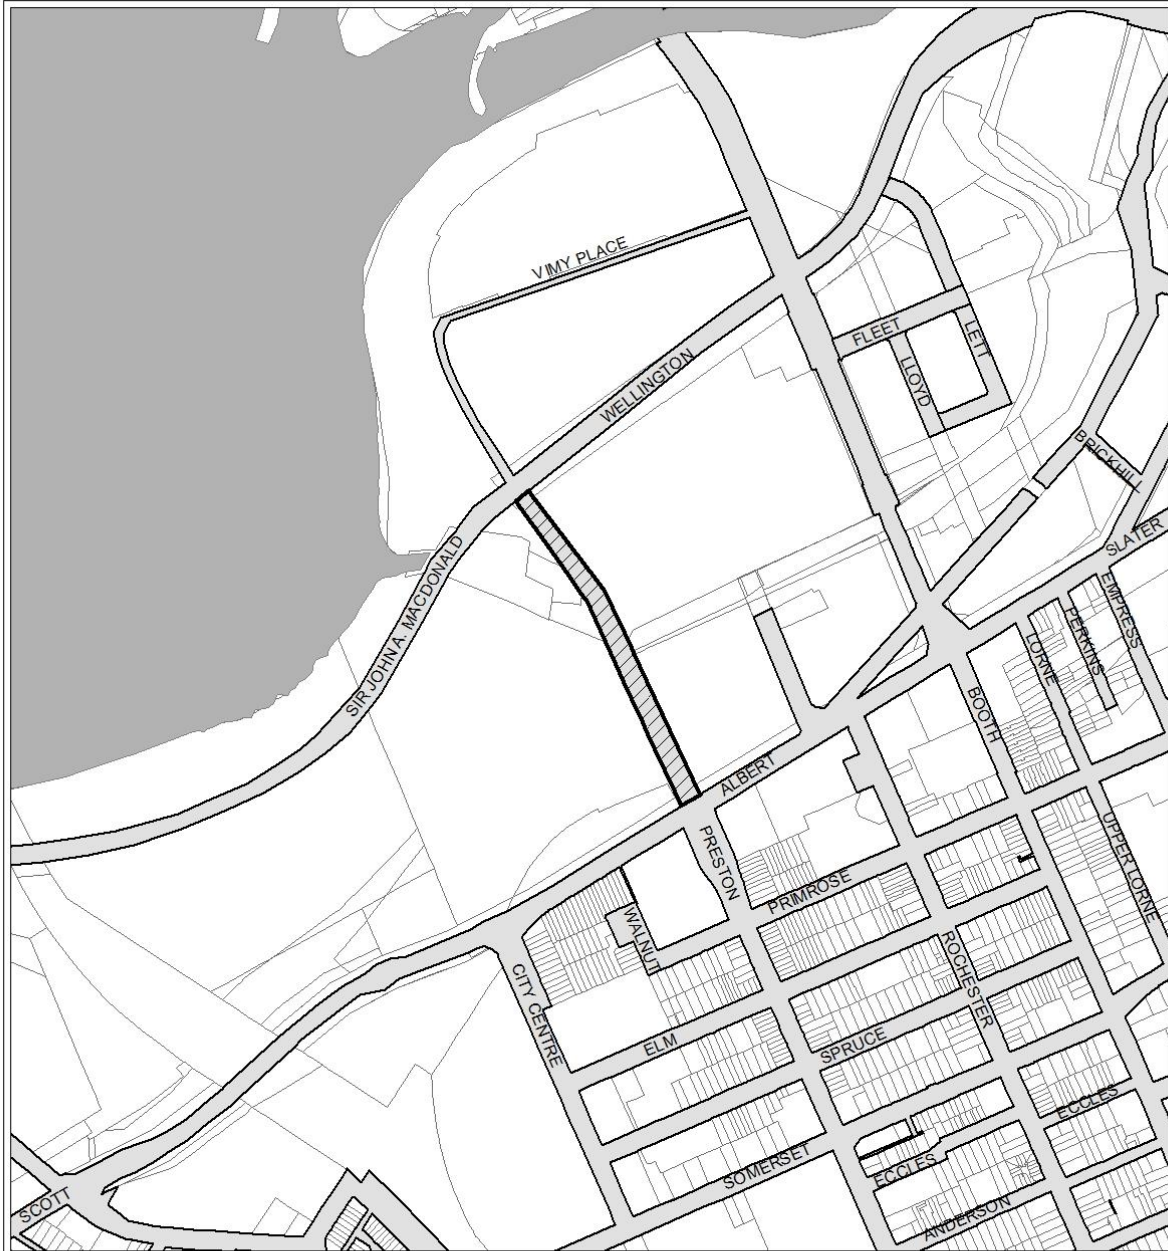 VIMY PLACE
WELLINGTON
FLEET
LETT
LLOYD
BRICKHILL
SLATER
SIR JOHN A. MACDONALD
EMPRESS
PERKINS
LORNE
BOOTH
ALBERT
PRESTON
UPPER LORNE
PRIMROSE
WALNUT
ROCHESTER
CITY CENTRE
ELM
SPRUCE
ECCLES
SOMERSET
ECCLES
SCOTT
ANDERSON